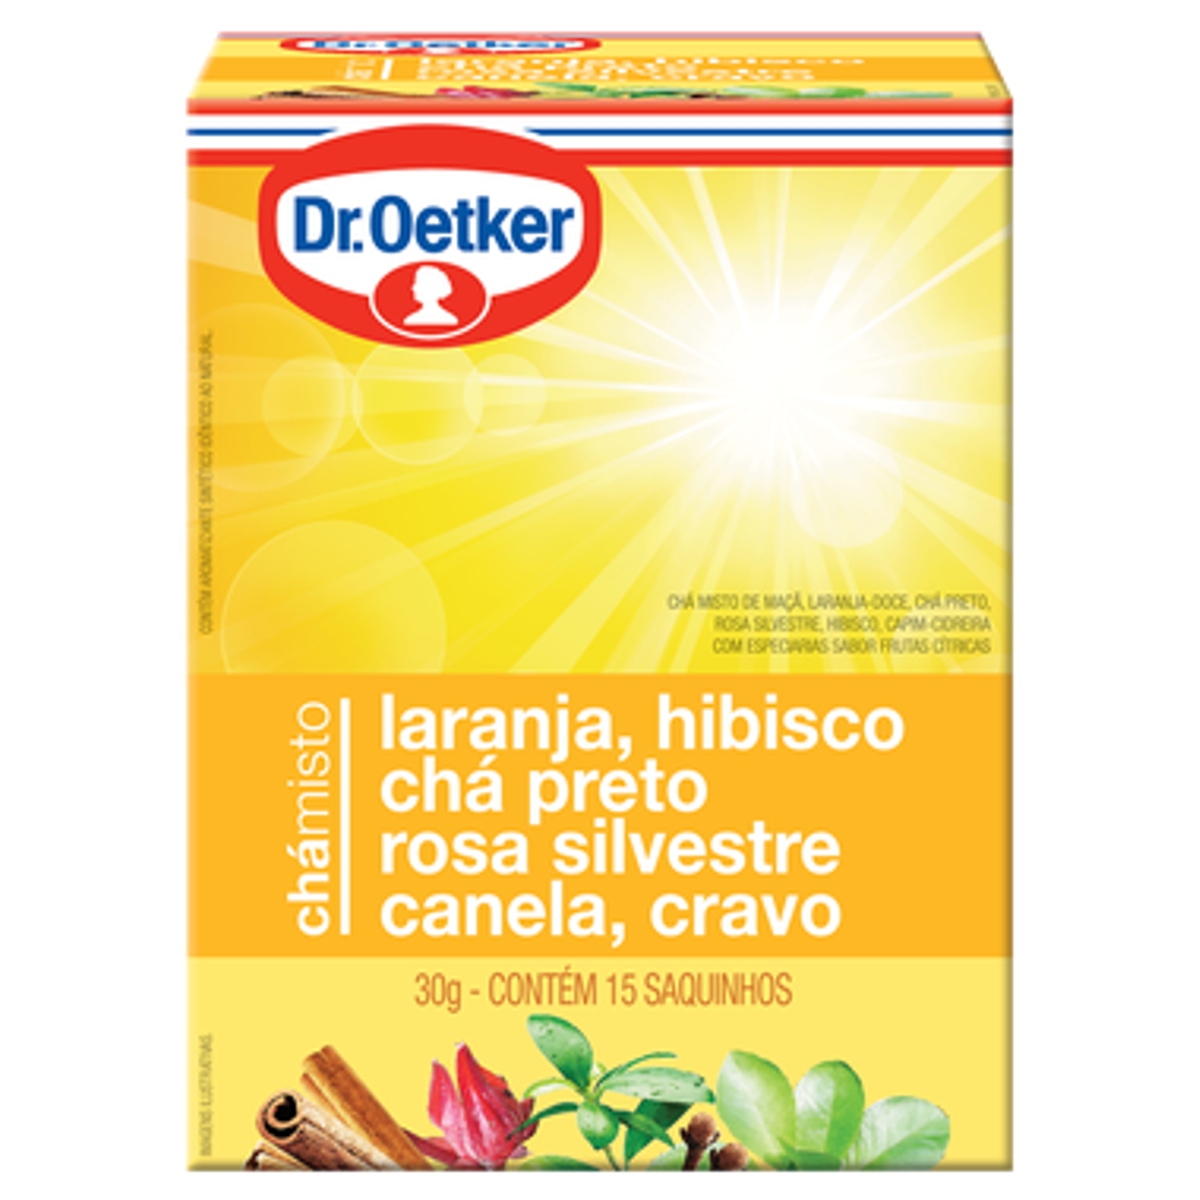 Dr.Oetker
Dr.Oetker
CONTÉM AROMATIZANTE SINTÉTICO IDÊNTICO AO NATURAL.
CHÁ MISTO DE MAÇÃ, LARANJA-DOCE, CHÁ PRETO,
ROSA SILVESTRE, HIBISCO, CAPIM-CIDREIRA
COM ESPECIARIAS SABOR FRUTAS CÍTRICAS
chámisto
laranja, hibisco
chá preto
rosa silvestre
canela, cravo
30g - CONTÉM 15 SAQUINHOS
IMAGENS ILUSTRATIVAS.